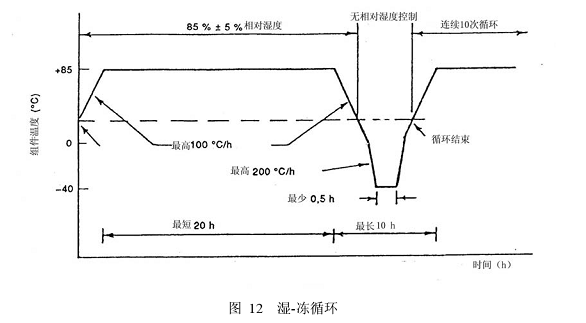 85 % ± 5 % 相对湿度
无相对湿度控制
连续10次循环
组件温度 (°C)
+85
0
−40
最高100 °C/h
最高 200 °C/h
循环结束
最少 0,5 h
最短 20 h
最长10 h
时间（h）
图 12 湿-冻循环